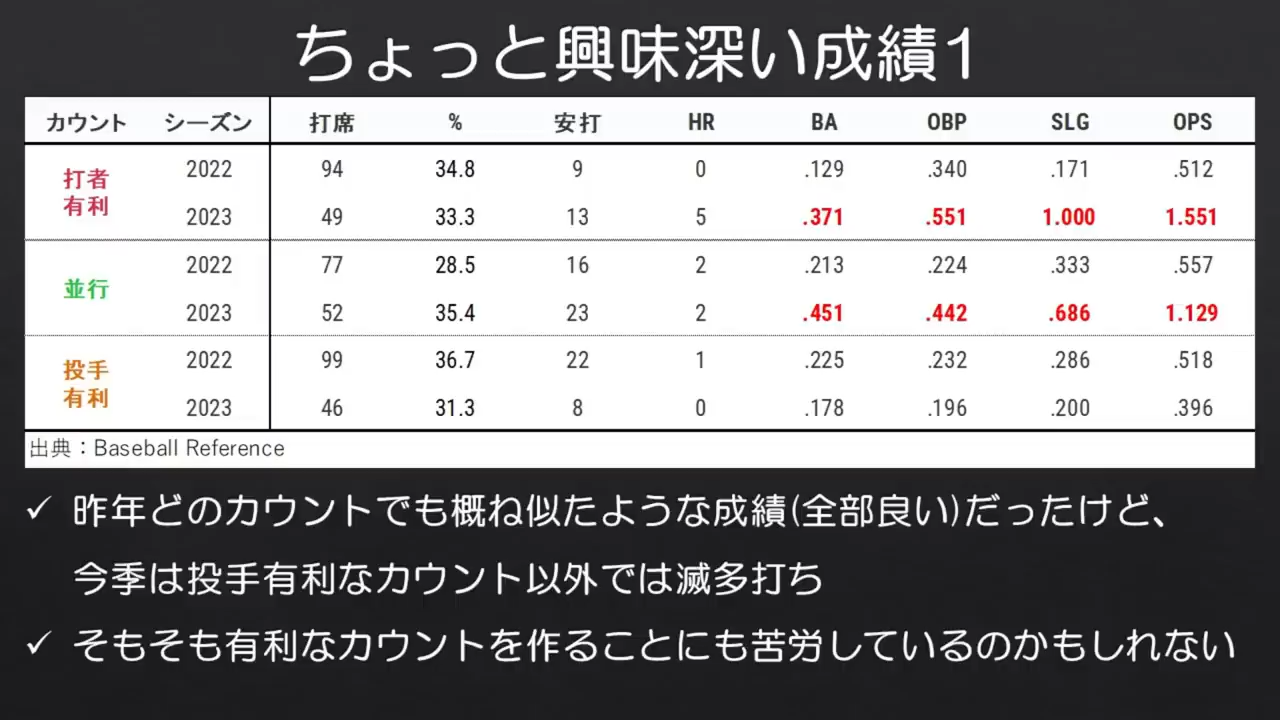 ちょっと興味深い成績1
カウント シーズン 打席 % 安打 HR BA OBP SLG OPS
打者有利 2022 94 34.8 9 0 .129 .340 .171 .512
2023 49 33.3 13 5 .371 .551 1.000 1.551
並行 2022 77 28.5 16 2 .213 .224 .333 .557
2023 52 35.4 23 2 .451 .442 .686 1.129
投手有利 2022 99 36.7 22 1 .225 .232 .286 .518
2023 46 31.3 8 0 .178 .196 .200 .396
出典：Baseball Reference
✓ 昨年どのカウントでも概ね似たような成績(全部良い)だったけど、
今季は投手有利なカウント以外では滅多打ち
✓ そもそも有利なカウントを作ることにも苦労しているのかもしれない